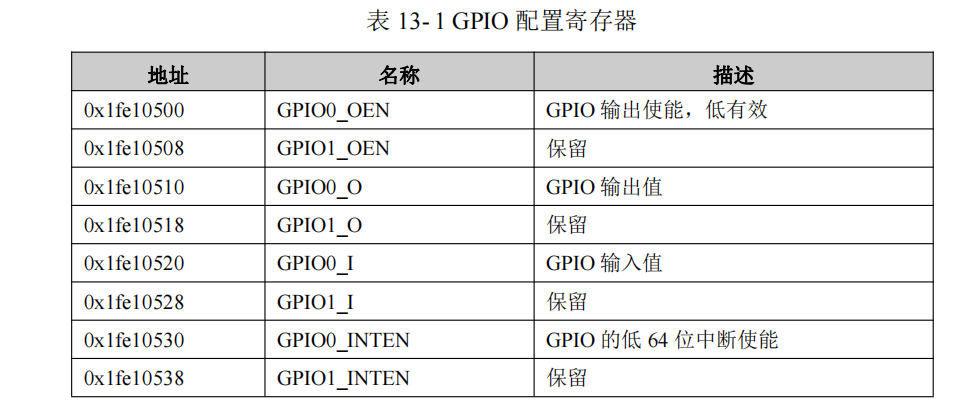 表 13- 1 GPIO 配置寄存器
地址 名称 描述
0x1fe10500 GPIO0_OEN GPIO 输出使能，低有效
0x1fe10508 GPIO1_OEN 保留
0x1fe10510 GPIO0_O GPIO 输出值
0x1fe10518 GPIO1_O 保留
0x1fe10520 GPIO0_I GPIO 输入值
0x1fe10528 GPIO1_I 保留
0x1fe10530 GPIO0_INTEN GPIO 的低 64 位中断使能
0x1fe10538 GPIO1_INTEN 保留